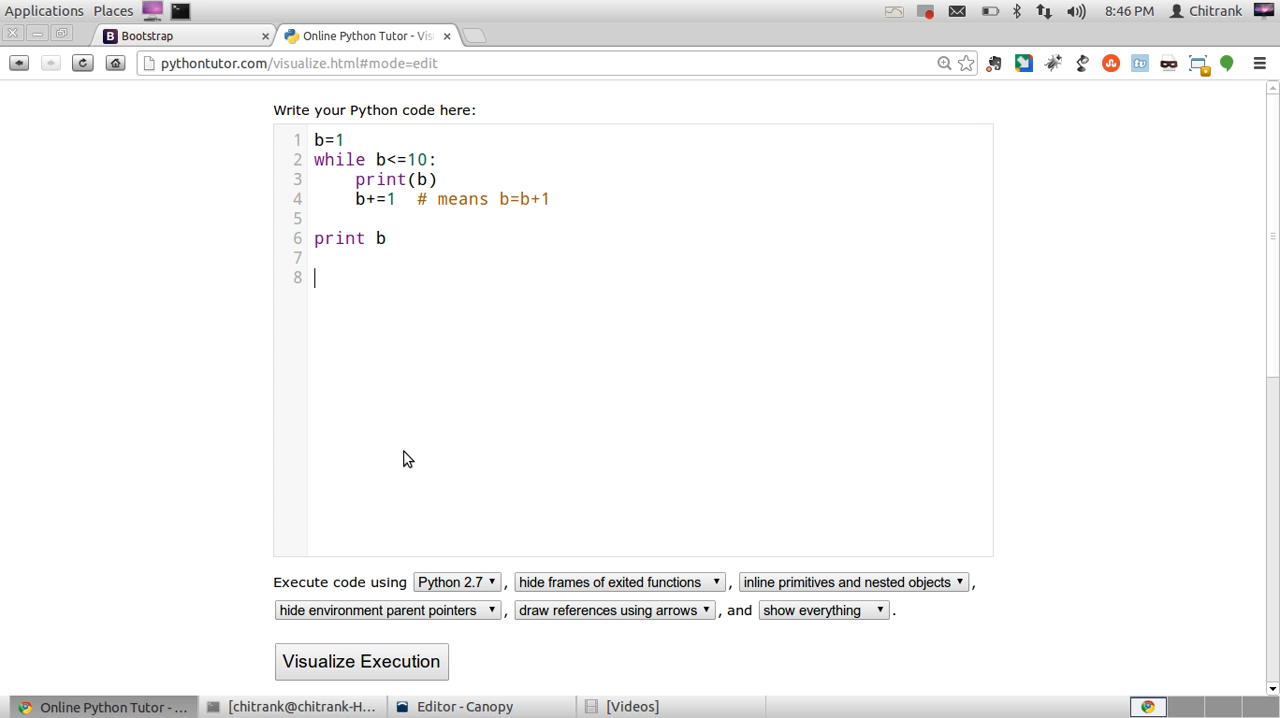 Applications Places 8:46 PM Chitrank
Bootstrap × Online Python Tutor - Vis ×
pythontutor.com/visualize.html#mode=edit
Write your Python code here:
1 b=1
2 while b<=10:
3 print(b)
4 b+=1 # means b=b+1
5
6 print b
7
8
Execute code using Python 2.7 , hide frames of exited functions , inline primitives and nested objects ,
hide environment parent pointers , draw references using arrows , and show everything .
Visualize Execution
Online Python Tutor - ... [chitrank@chitrank-H... Editor - Canopy [Videos]